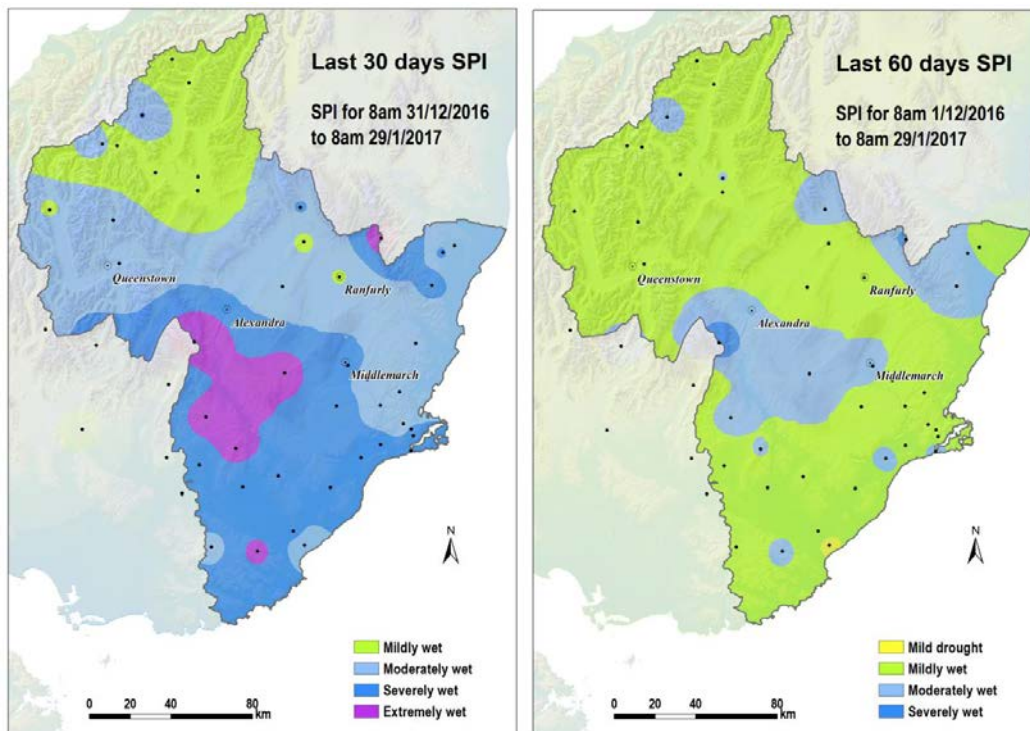 Last 30 days SPI
SPI for 8am 31/12/2016
to 8am 29/1/2017
Queenstown
Ranfurly
Alexandra
Middlemarch
N
Mildly wet
Moderately wet
Severely wet
Extremely wet
0 20 40 80
km
Last 60 days SPI
SPI for 8am 1/12/2016
to 8am 29/1/2017
Queenstown
Ranfurly
Alexandra
Middlemarch
N
Mild drought
Mildly wet
Moderately wet
Severely wet
0 20 40 80
km